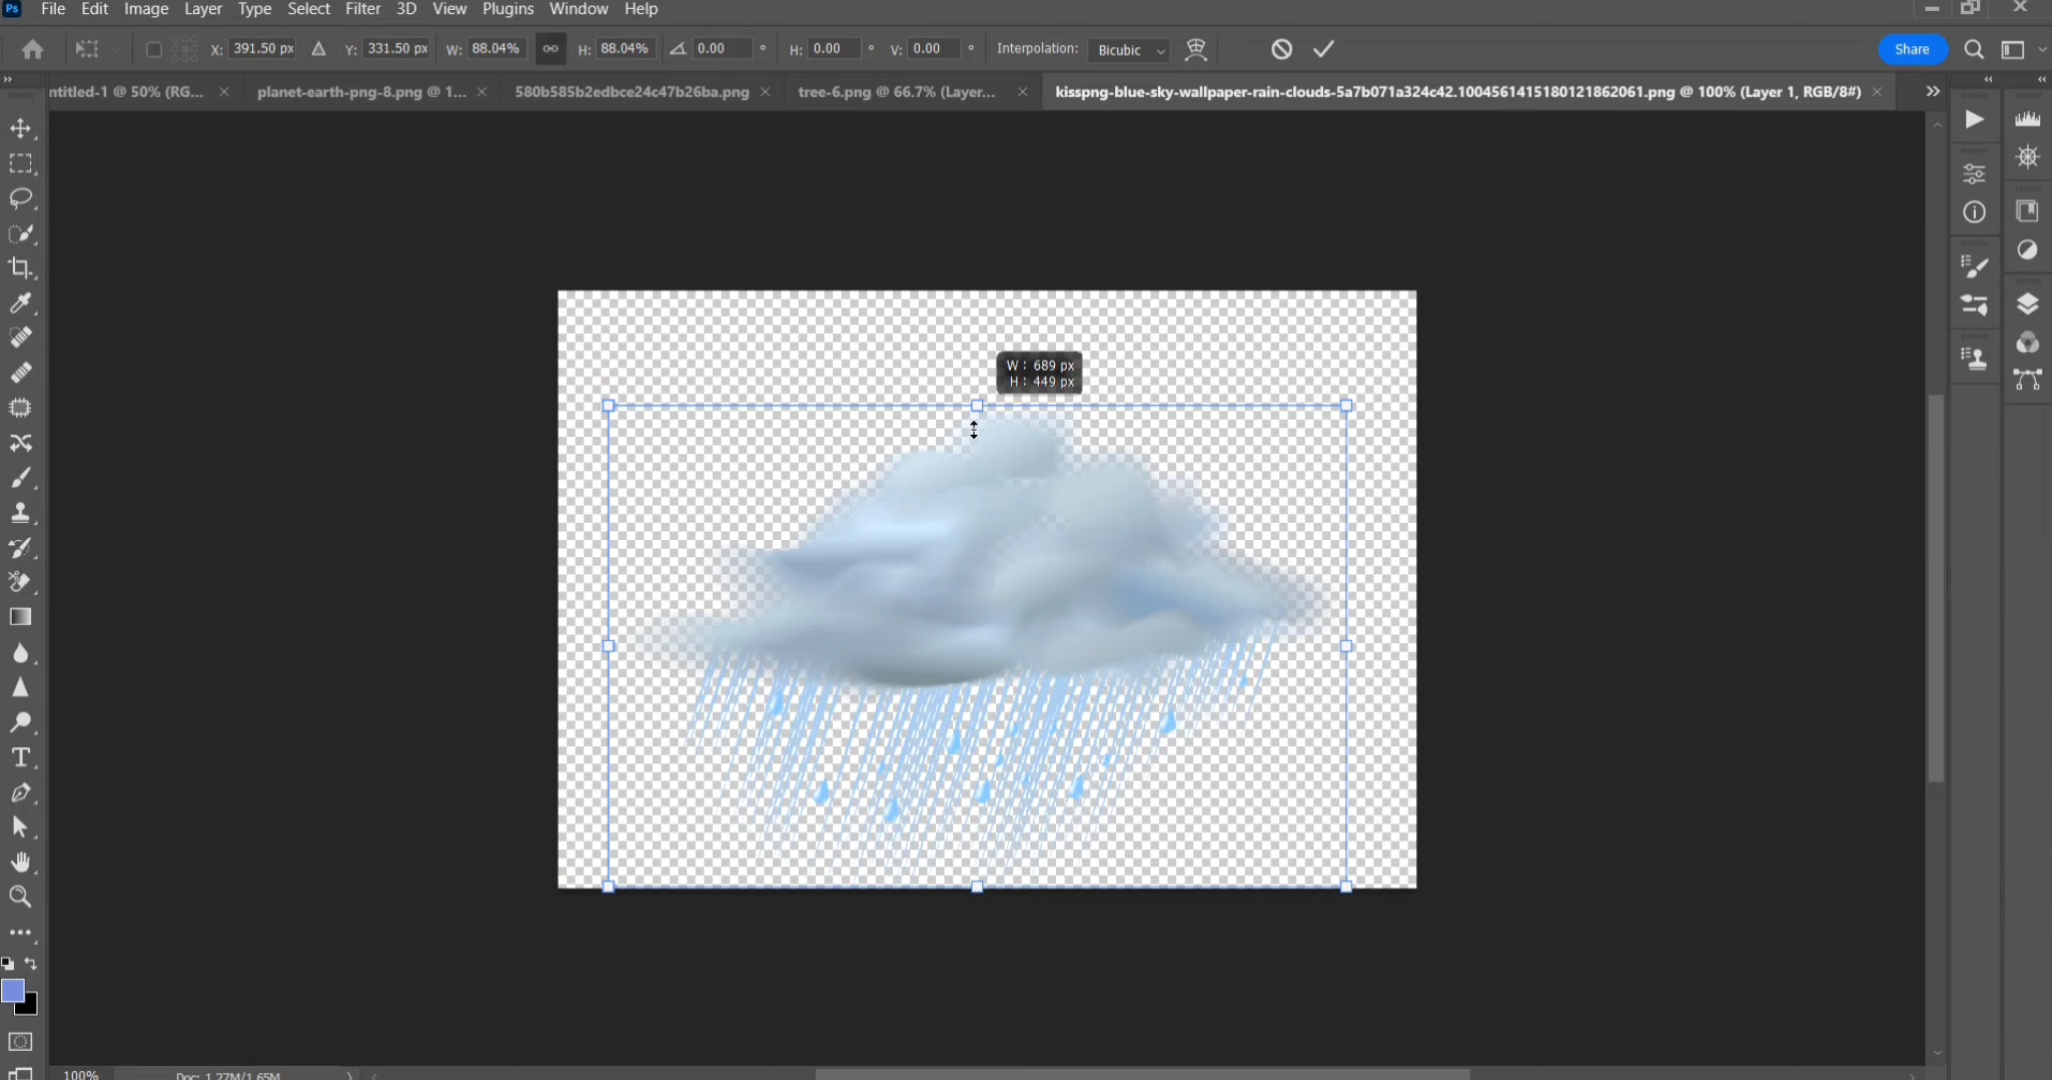 Ps File Edit Image Layer Type Select Filter 3D View Plugins Window Help
X: 391.50 px Y: 331.50 px W: 88.04% H: 88.04% 0.00 ° H: 0.00 ° V: 0.00 ° Interpolation: Bicubic Share
ntitled-1 @ 50% (RG... planet-earth-png-8.png @ 1... 580b585b2edbce24c47b26ba.png tree-6.png @ 66.7% (Layer... kisspng-blue-sky-wallpaper-rain-clouds-5a7b071a324c42.1004561415180121862061.png @ 100% (Layer 1, RGB/8#)
W: 689 px
H: 449 px
100% Doc: 1.27M/1.65M